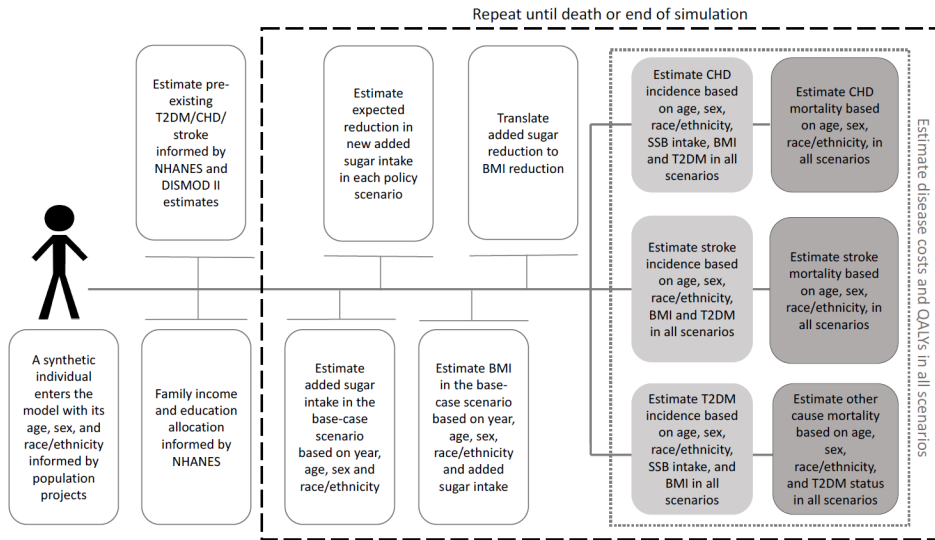 Repeat until death or end of simulation
Estimate pre-
existing
T2DM/CHD/
stroke informed
by NHANES and
DISMOD II
estimates
Estimate
expected
reduction in
new added
sugar intake
in each policy
scenario
Translate
added sugar
reduction to
BMI reduction
Estimate CHD
incidence based
on age, sex,
race/ethnicity,
SSB intake, BMI
and T2DM in all
scenarios
Estimate CHD
mortality based
on age, sex,
race/ethnicity, in
all scenarios
Estimate stroke
incidence based on
age, sex,
race/ethnicity,
BMI and T2DM
in all scenarios
Estimate stroke
mortality based on
age, sex,
race/ethnicity, in
all scenarios
A synthetic
individual
enters the
model with its
age, sex, and
race/ethnicity
informed by
population
projects
Family income
and education
allocation
informed by
NHANES
Estimate
added sugar
intake in the
base-case
scenario
based on year,
age, sex and
race/ethnicity
Estimate BMI
in the base-
case scenario
based on year,
age, sex,
race/ethnicity
and added
sugar intake
Estimate T2DM
incidence based on
age, sex,
race/ethnicity,
SSB intake, and
BMI in all
scenarios
Estimate other
cause mortality
based on age,
sex,
race/ethnicity,
and T2DM status
in all scenarios
Estimate disease costs and QALYs in all scenarios